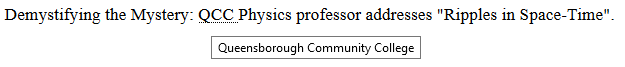 Demystifying the Mystery: QCC Physics professor addresses "Ripples in Space-Time".
Queensborough Community College